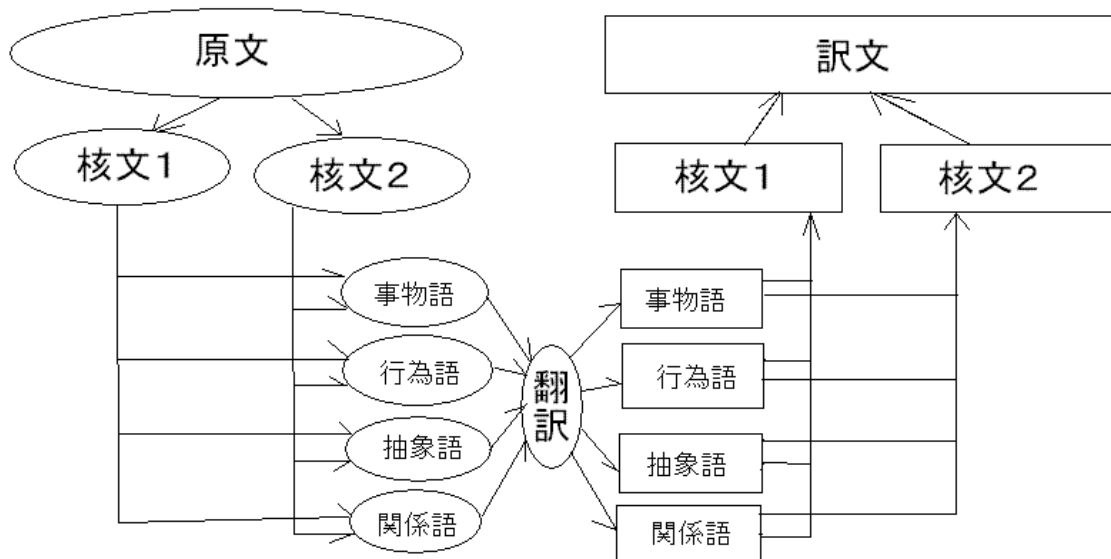 原文
訳文
核文1
核文2
核文1
核文2
事物語
行為語
抽象語
関係語
翻訳
事物語
行為語
抽象語
関係語